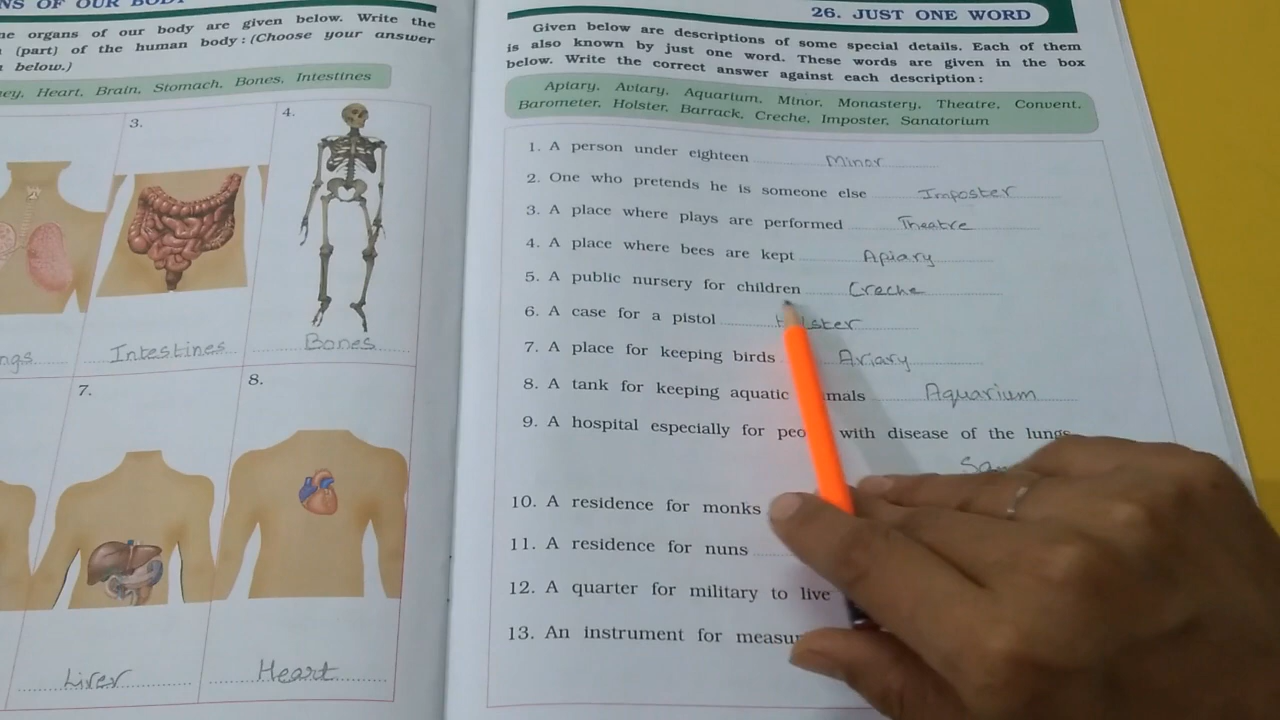 NS OF OUR BODY
organs of our body are given below. Write the
(part) of the human body : (Choose your answer
below.)
Heart, Brain, Stomach, Bones, Intestines
3.
4.
Intestines
Bones
7.
8.
Liver
Heart
26. JUST ONE WORD
Given below are descriptions of some special details. Each of them
is also known by just one word. These words are given in the box
below. Write the correct answer against each description :
Apiary, Aviary, Aquarium, Minor, Monastery, Theatre, Convent,
Barometer, Holster, Barrack, Creche, Imposter, Sanatorium
1. A person under eighteen Minor
2. One who pretends he is someone else Imposter
3. A place where plays are performed Theatre
4. A place where bees are kept Apiary
5. A public nursery for children Creche
6. A case for a pistol
7. A place for keeping birds Aviary
8. A tank for keeping aquatic Aquarium
9. A hospital especially for with disease of the lungs
10. A residence for monks
11. A residence for nuns
12. A quarter for military to live
13. An instrument for